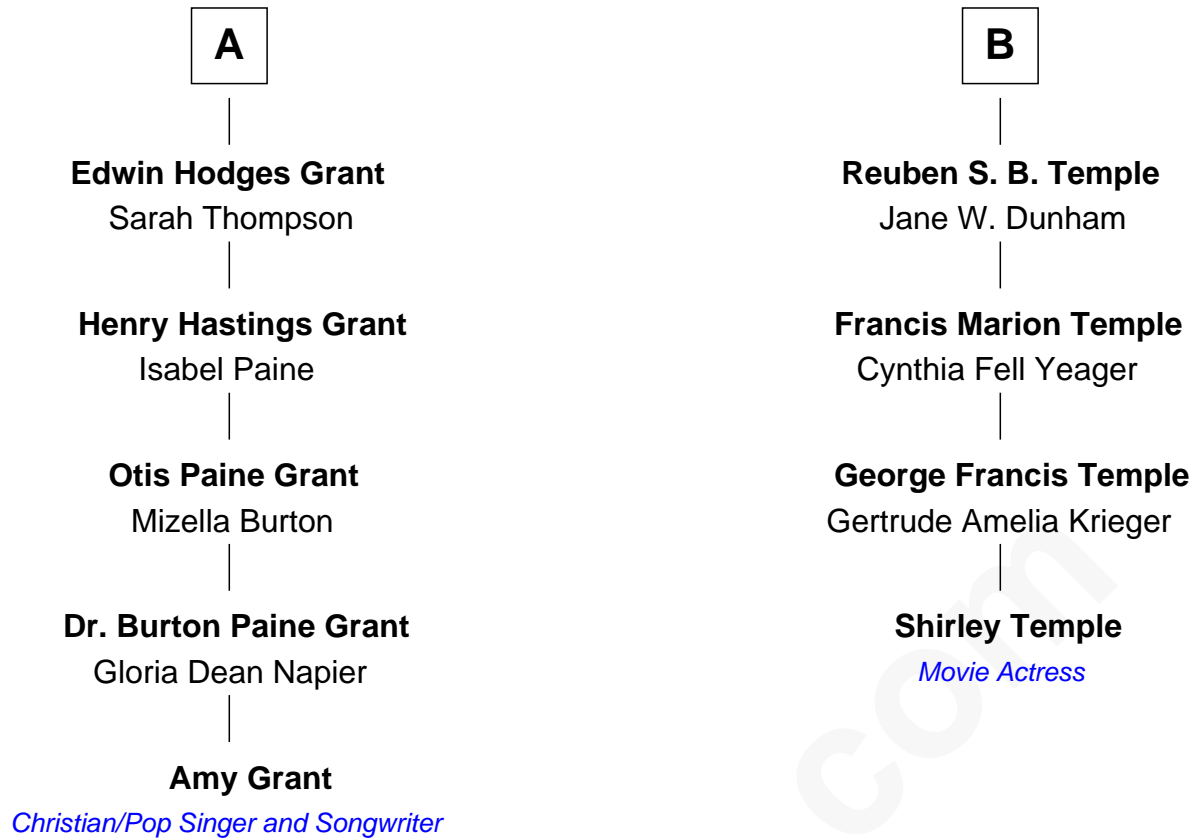 A
Edwin Hodges Grant
Sarah Thompson
Henry Hastings Grant
Isabel Paine
Otis Paine Grant
Mizella Burton
Dr. Burton Paine Grant
Gloria Dean Napier
Amy Grant
Christian/Pop Singer and Songwriter
B
Reuben S. B. Temple
Jane W. Dunham
Francis Marion Temple
Cynthia Fell Yeager
George Francis Temple
Gertrude Amelia Krieger
Shirley Temple
Movie Actress
com